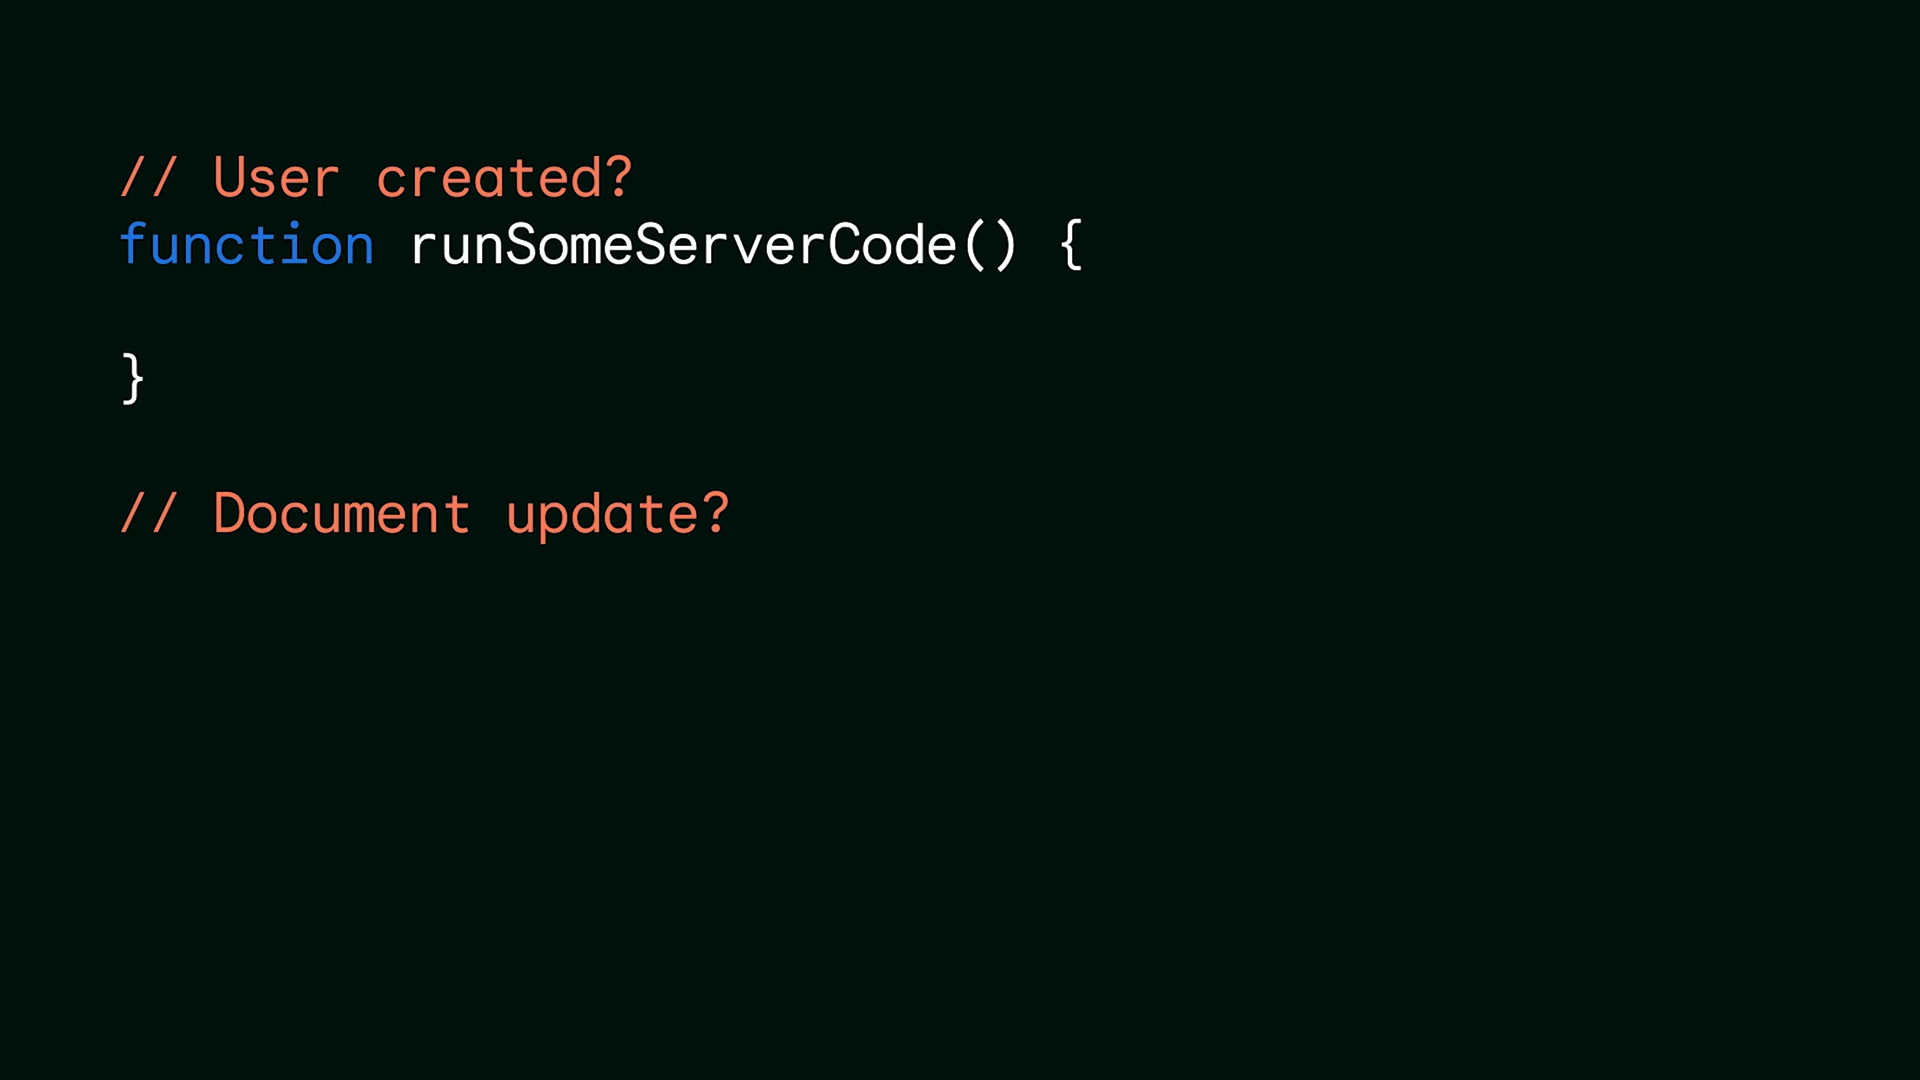 // User created?
function runSomeServerCode() {
}
// Document update?